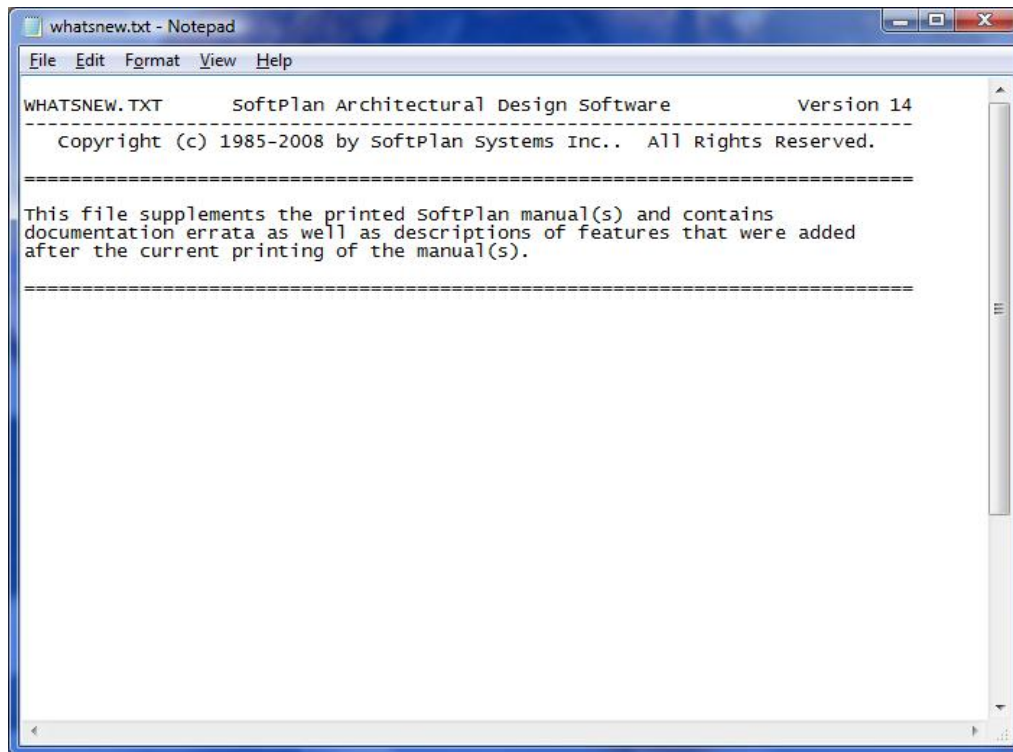 whatsnew.txt - Notepad
File Edit Format View Help
WHATSNEW.TXT SoftPlan Architectural Design Software Version 14
--------------------------------------------------------------------------------
Copyright (c) 1985-2008 by SoftPlan Systems Inc.. All Rights Reserved.
================================================================================
This file supplements the printed SoftPlan manual(s) and contains
documentation errata as well as descriptions of features that were added
after the current printing of the manual(s).
================================================================================